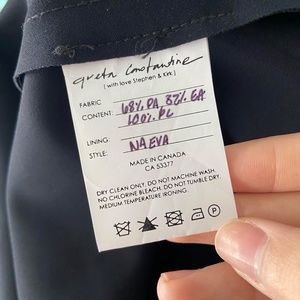 greta constantine
(with love Stephen & Kirk)
FABRIC
CONTENT: 68% PA, 32% EA
100% PL
LINING:
STYLE: NAEVA
MADE IN CANADA
CA 53377
DRY CLEAN ONLY. DO NOT MACHINE WASH.
NO CHLORINE BLEACH. DO NOT TUMBLE DRY.
MEDIUM TEMPERATURE IRONING.
P